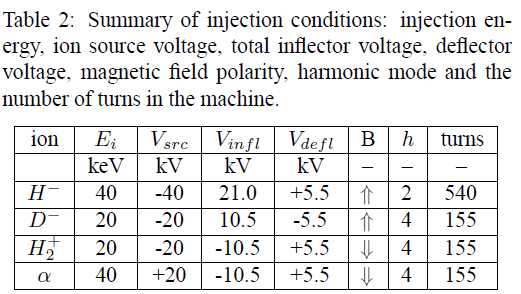 Table 2: Summary of injection conditions: injection en-
ergy, ion source voltage, total inflector voltage, deflector
voltage, magnetic field polarity, harmonic mode and the
number of turns in the machine.
ion E_i V_src V_infl V_defl B h turns
keV kV kV kV – – –
H⁻ 40 -40 21.0 +5.5 ⇑ 2 540
D⁻ 20 -20 10.5 -5.5 ⇑ 4 155
H₂⁺ 20 -20 -10.5 +5.5 ⇓ 4 155
α 40 +20 -10.5 +5.5 ⇓ 4 155